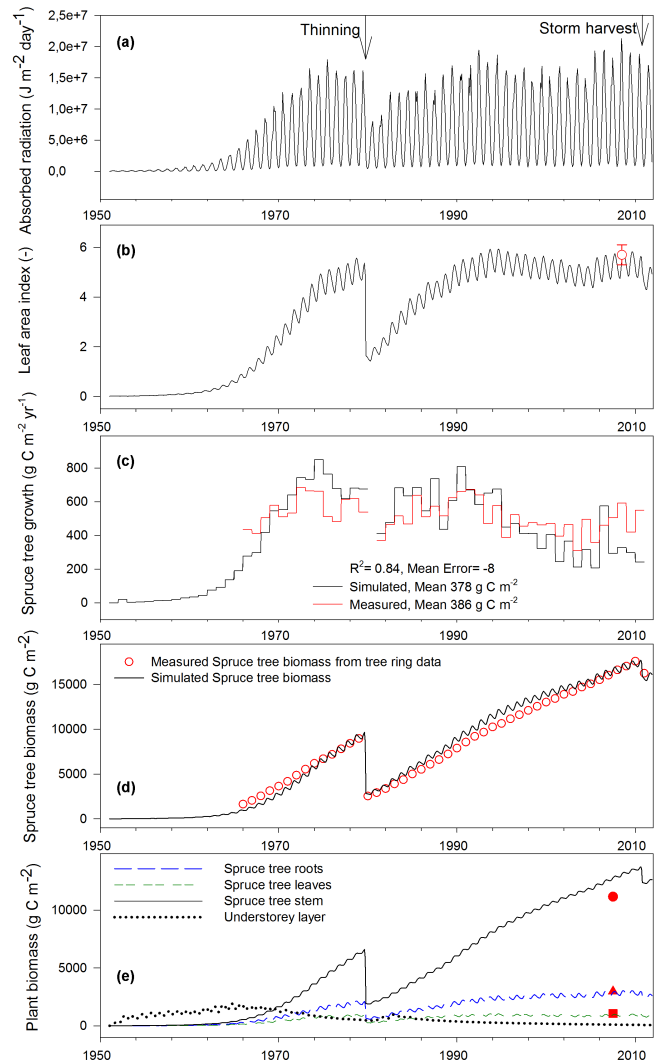 Absorbed radiation (J m-2 day-1)
2,5e+7
2,0e+7
1,5e+7
1,0e+7
5,0e+6
0,0
(a)
Thinning
Storm harvest
1950 1970 1990 2010
Leaf area index (-)
6
4
2
0
(b)
1950 1970 1990 2010
Spruce tree growth (g C m-2 yr-1)
800
600
400
200
0
(c)
R2= 0.84, Mean Error= -8
Simulated, Mean 378 g C m-2
Measured, Mean 386 g C m-2
1950 1970 1990 2010
Spruce tree biomass (g C m-2)
15000
10000
5000
0
Measured Spruce tree biomass from tree ring data
Simulated Spruce tree biomass
(d)
1950 1970 1990 2010
Plant biomass (g C m-2)
10000
5000
0
Spruce tree roots
Spruce tree leaves
Spruce tree stem
Understorey layer
(e)
1950 1970 1990 2010